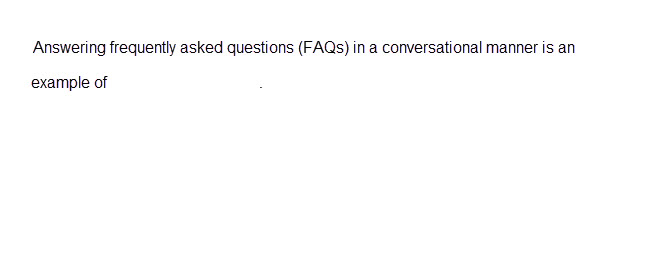 Answering frequently asked questions (FAQs) in a conversational manner is an
example of .